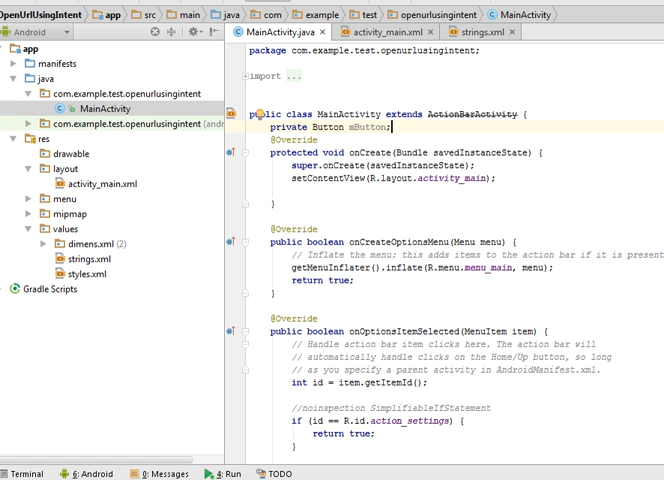 OpenUrlUsingIntent app src main java com example test openurlusingintent MainActivity
Android
MainActivity.java activity_main.xml strings.xml
app
manifests
java
com.example.test.openurlusingintent
MainActivity
com.example.test.openurlusingintent (andr
res
drawable
layout
activity_main.xml
menu
mipmap
values
dimens.xml (2)
strings.xml
styles.xml
Gradle Scripts
package com.example.test.openurlusingintent;
import ...
public class MainActivity extends ActionBarActivity {
private Button mButton;
@Override
protected void onCreate(Bundle savedInstanceState) {
super.onCreate(savedInstanceState);
setContentView(R.layout.activity_main);
}
@Override
public boolean onCreateOptionsMenu(Menu menu) {
// Inflate the menu; this adds items to the action bar if it is present
getMenuInflater().inflate(R.menu.menu_main, menu);
return true;
}
@Override
public boolean onOptionsItemSelected(MenuItem item) {
// Handle action bar item clicks here. The action bar will
// automatically handle clicks on the Home/Up button, so long
// as you specify a parent activity in AndroidManifest.xml.
int id = item.getItemId();
//noinspection SimplifiableIfStatement
if (id == R.id.action_settings) {
return true;
}
Terminal 6: Android 0: Messages 4: Run TODO